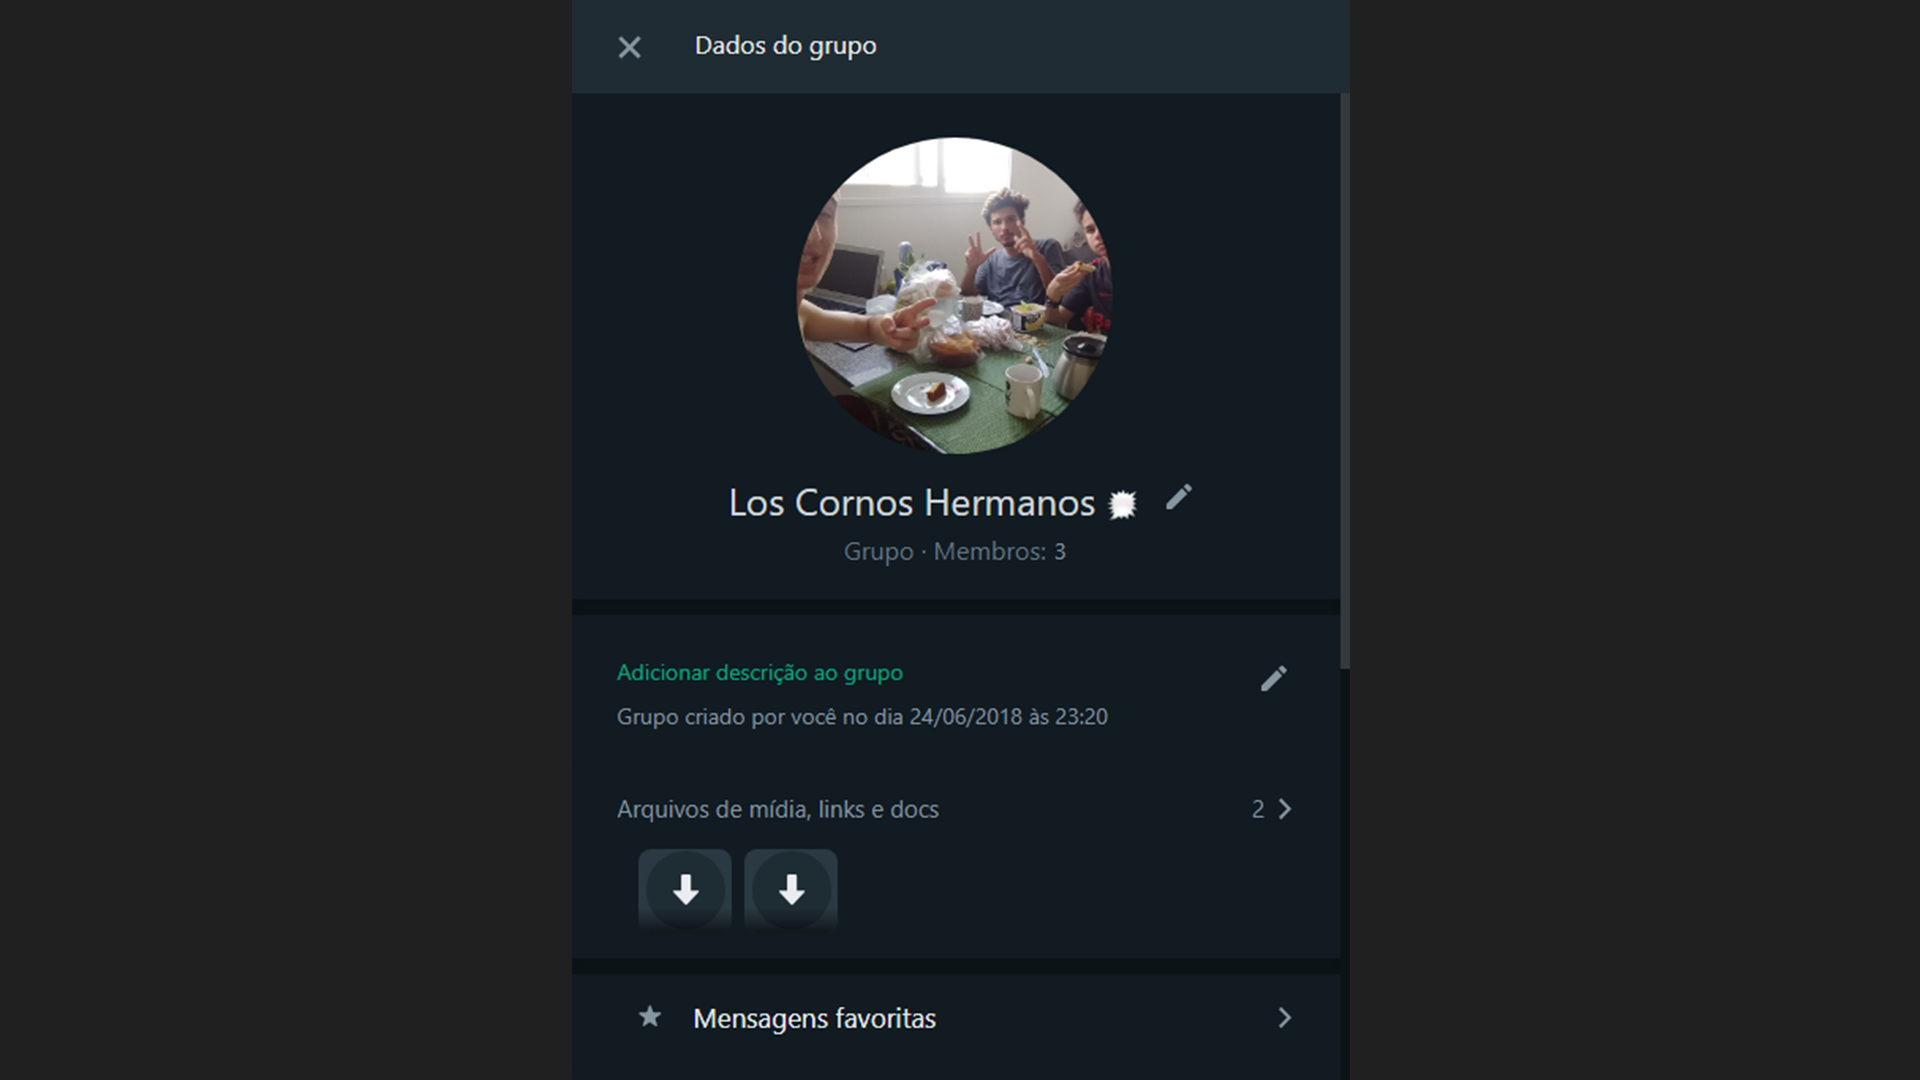 Dados do grupo
Los Cornos Hermanos
Grupo · Membros: 3
Adicionar descrição ao grupo
Grupo criado por você no dia 24/06/2018 às 23:20
Arquivos de mídia, links e docs 2
Mensagens favoritas